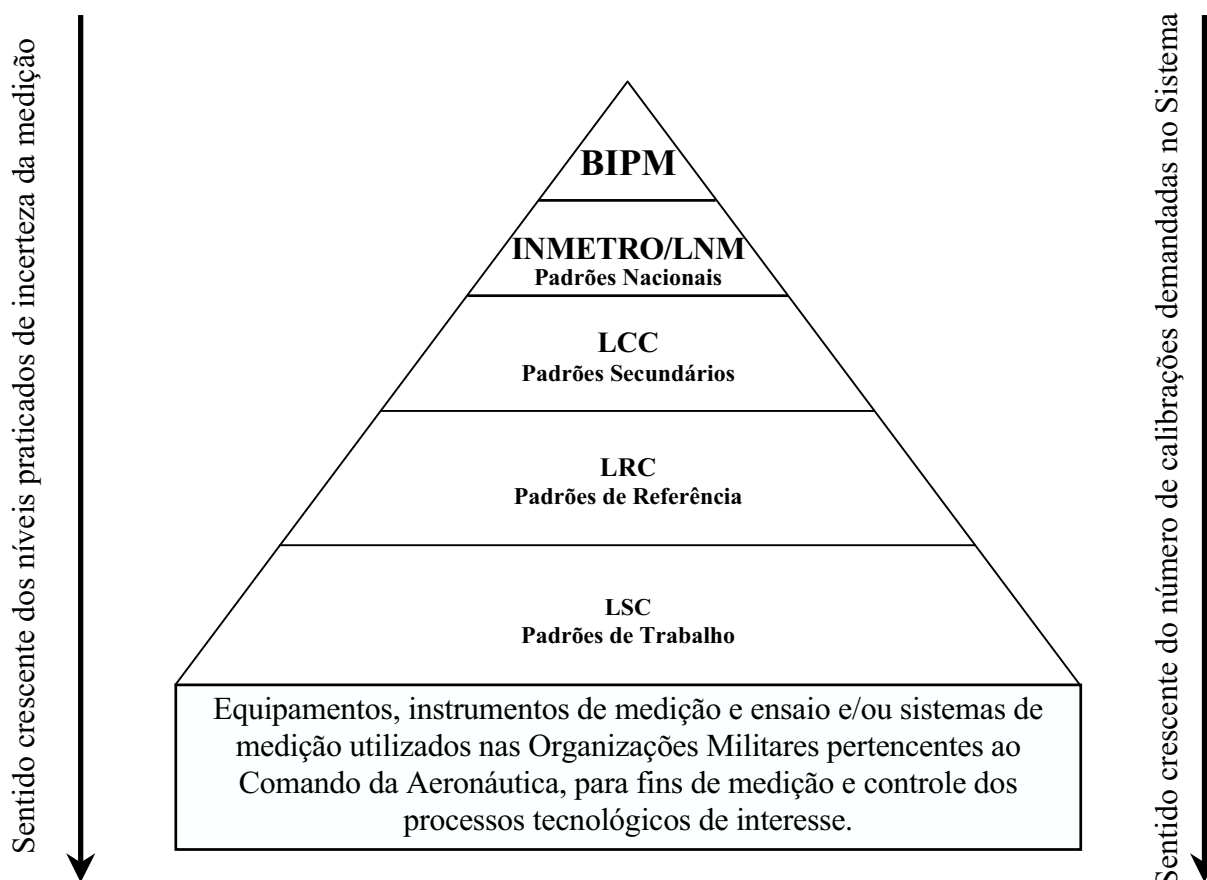 Sentido crescente dos níveis praticados de incerteza da medição
BIPM
INMETRO/LNM
Padrões Nacionais
LCC
Padrões Secundários
LRC
Padrões de Referência
LSC
Padrões de Trabalho
Equipamentos, instrumentos de medição e ensaio e/ou sistemas de
medição utilizados nas Organizações Militares pertencentes ao
Comando da Aeronáutica, para fins de medição e controle dos
processos tecnológicos de interesse.
Sentido crescente do número de calibrações demandadas no Sistema